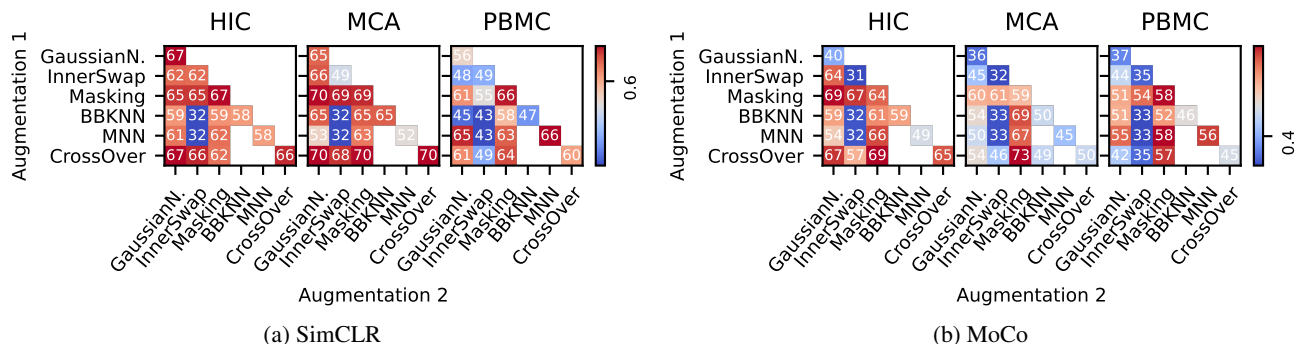 HIC MCA PBMC
Augmentation 1
GaussianN. 67 65 56
InnerSwap 62 62 66 49 48 49
Masking 65 65 67 70 69 69 61 55 66
BBKNN 59 32 59 58 65 32 65 65 45 43 58 47
MNN 61 32 62 58 53 32 63 52 65 43 63 66
CrossOver 67 66 62 66 70 68 70 70 61 49 64 60
0.6
GaussianN. InnerSwap Masking BBKNN MNN CrossOver GaussianN. InnerSwap Masking BBKNN MNN CrossOver GaussianN. InnerSwap Masking BBKNN MNN CrossOver
Augmentation 2
(a) SimCLR
HIC MCA PBMC
Augmentation 1
GaussianN. 40 36 37
InnerSwap 64 31 45 32 44 35
Masking 69 67 64 60 61 59 51 54 58
BBKNN 59 32 61 59 54 33 69 50 51 33 52 46
MNN 54 32 66 49 50 33 67 45 55 33 58 56
CrossOver 67 57 69 65 54 46 73 49 50 42 35 57 45
0.4
GaussianN. InnerSwap Masking BBKNN MNN CrossOver GaussianN. InnerSwap Masking BBKNN MNN CrossOver GaussianN. InnerSwap Masking BBKNN MNN CrossOver
Augmentation 2
(b) MoCo